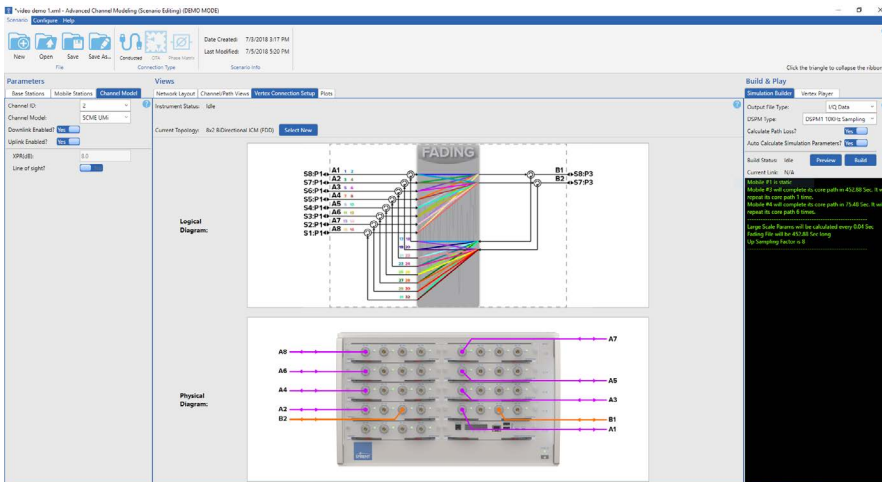 *video demo 1.xml - Advanced Channel Modeling (Scenario Editing) (DEMO MODE)
Scenario Configure Help
New Open Save Save As... Conducted OTA Phase Matrix
Date Created: 7/3/2018 3:17 PM
Last Modified: 7/5/2018 5:20 PM
File Connection Type Scenario Info
Click the triangle to collapse the ribbon
Parameters
Base Stations Mobile Stations Channel Model
Channel ID: 2
Channel Model: SCME UMi
Downlink Enabled? Yes
Uplink Enabled? Yes
XPR(dB): 8.0
Line of sight?
Views
Network Layout Channel/Path Views Vertex Connection Setup Plots
Instrument Status: Idle
Current Topology: 8x2 BiDirectional ICM (FDD) Select New
Logical
Diagram:
FADING
S8:P1 A1 1 2
S7:P1 A2 3 4
S6:P1 A3
S5:P1 A4
S4:P1 A5
S3:P1 A6
S2:P1 A7
S1:P1 A8
B1 S8:P3
B2 S7:P3
Physical
Diagram:
A8
A6
A4
A2
B2
A7
A5
A3
B1
A1
Build & Play
Simulation Builder Vertex Player
Output File Type: I/Q Data
DSPM Type: DSPM1 100Hz Sampling
Calculate Path Loss? Yes
Auto Calculate Simulation Parameters? Yes
Build Status: Idle Preview Build
Current Link: N/A
Mobile #1 is static.
Mobile #3 will complete its core path in 452.88 Sec. It wi
repeat its core path 1 time.
Mobile #4 will complete its core path in 75.48 Sec. It wi
repeat its core path 6 times.
Large Scale Params will be calculated every 0.04 Sec
Fading File will be 452.88 Sec long
Up Sampling Factor is 8